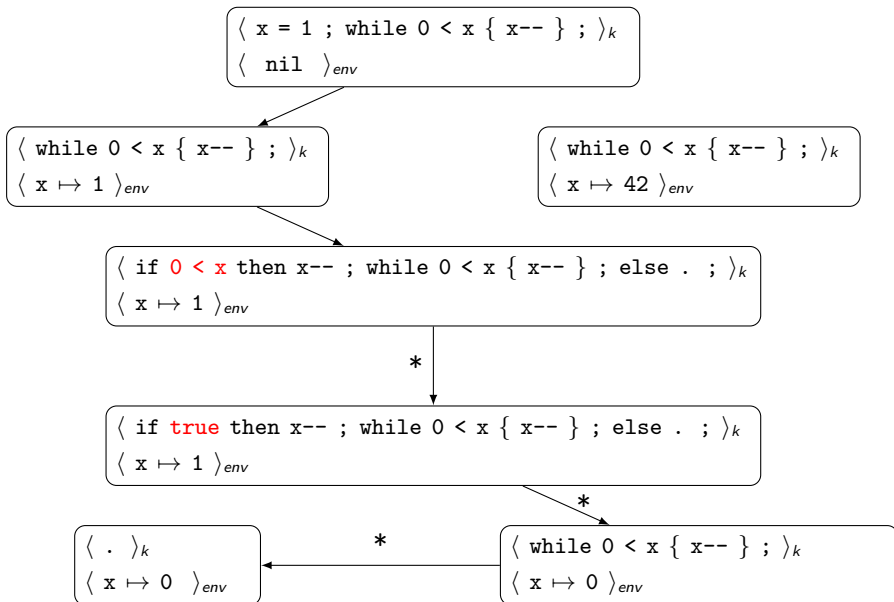 ⟨ x = 1 ; while 0 < x { x-- } ; ⟩k
⟨ nil ⟩env
⟨ while 0 < x { x-- } ; ⟩k
⟨ x ↦ 1 ⟩env
⟨ while 0 < x { x-- } ; ⟩k
⟨ x ↦ 42 ⟩env
⟨ if 0 < x then x-- ; while 0 < x { x-- } ; else . ; ⟩k
⟨ x ↦ 1 ⟩env
*
⟨ if true then x-- ; while 0 < x { x-- } ; else . ; ⟩k
⟨ x ↦ 1 ⟩env
*
⟨ . ⟩k
⟨ x ↦ 0 ⟩env
*
⟨ while 0 < x { x-- } ; ⟩k
⟨ x ↦ 0 ⟩env